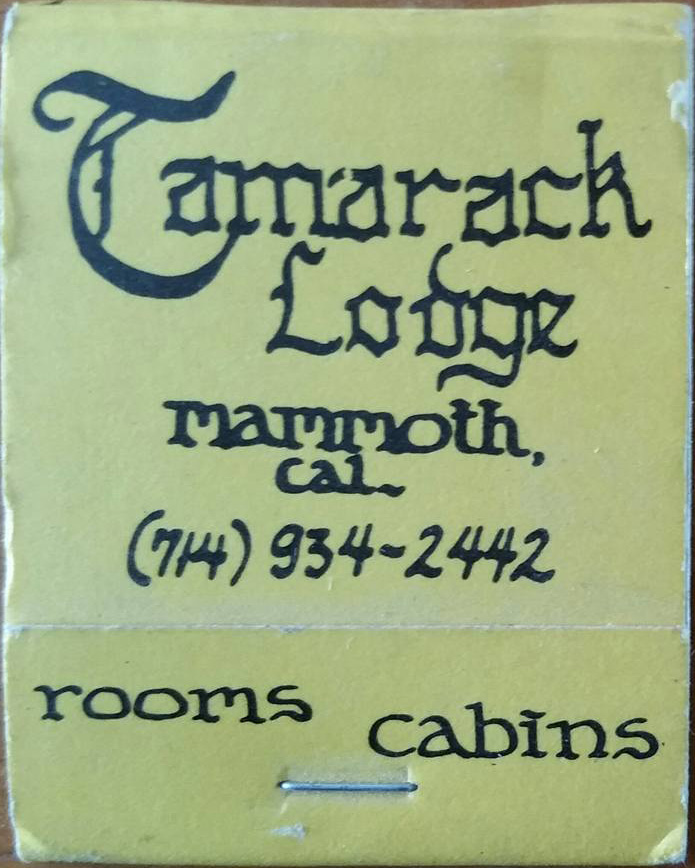 Tamarack
Lodge
mammoth,
cal.
(714) 934-2442
rooms cabins